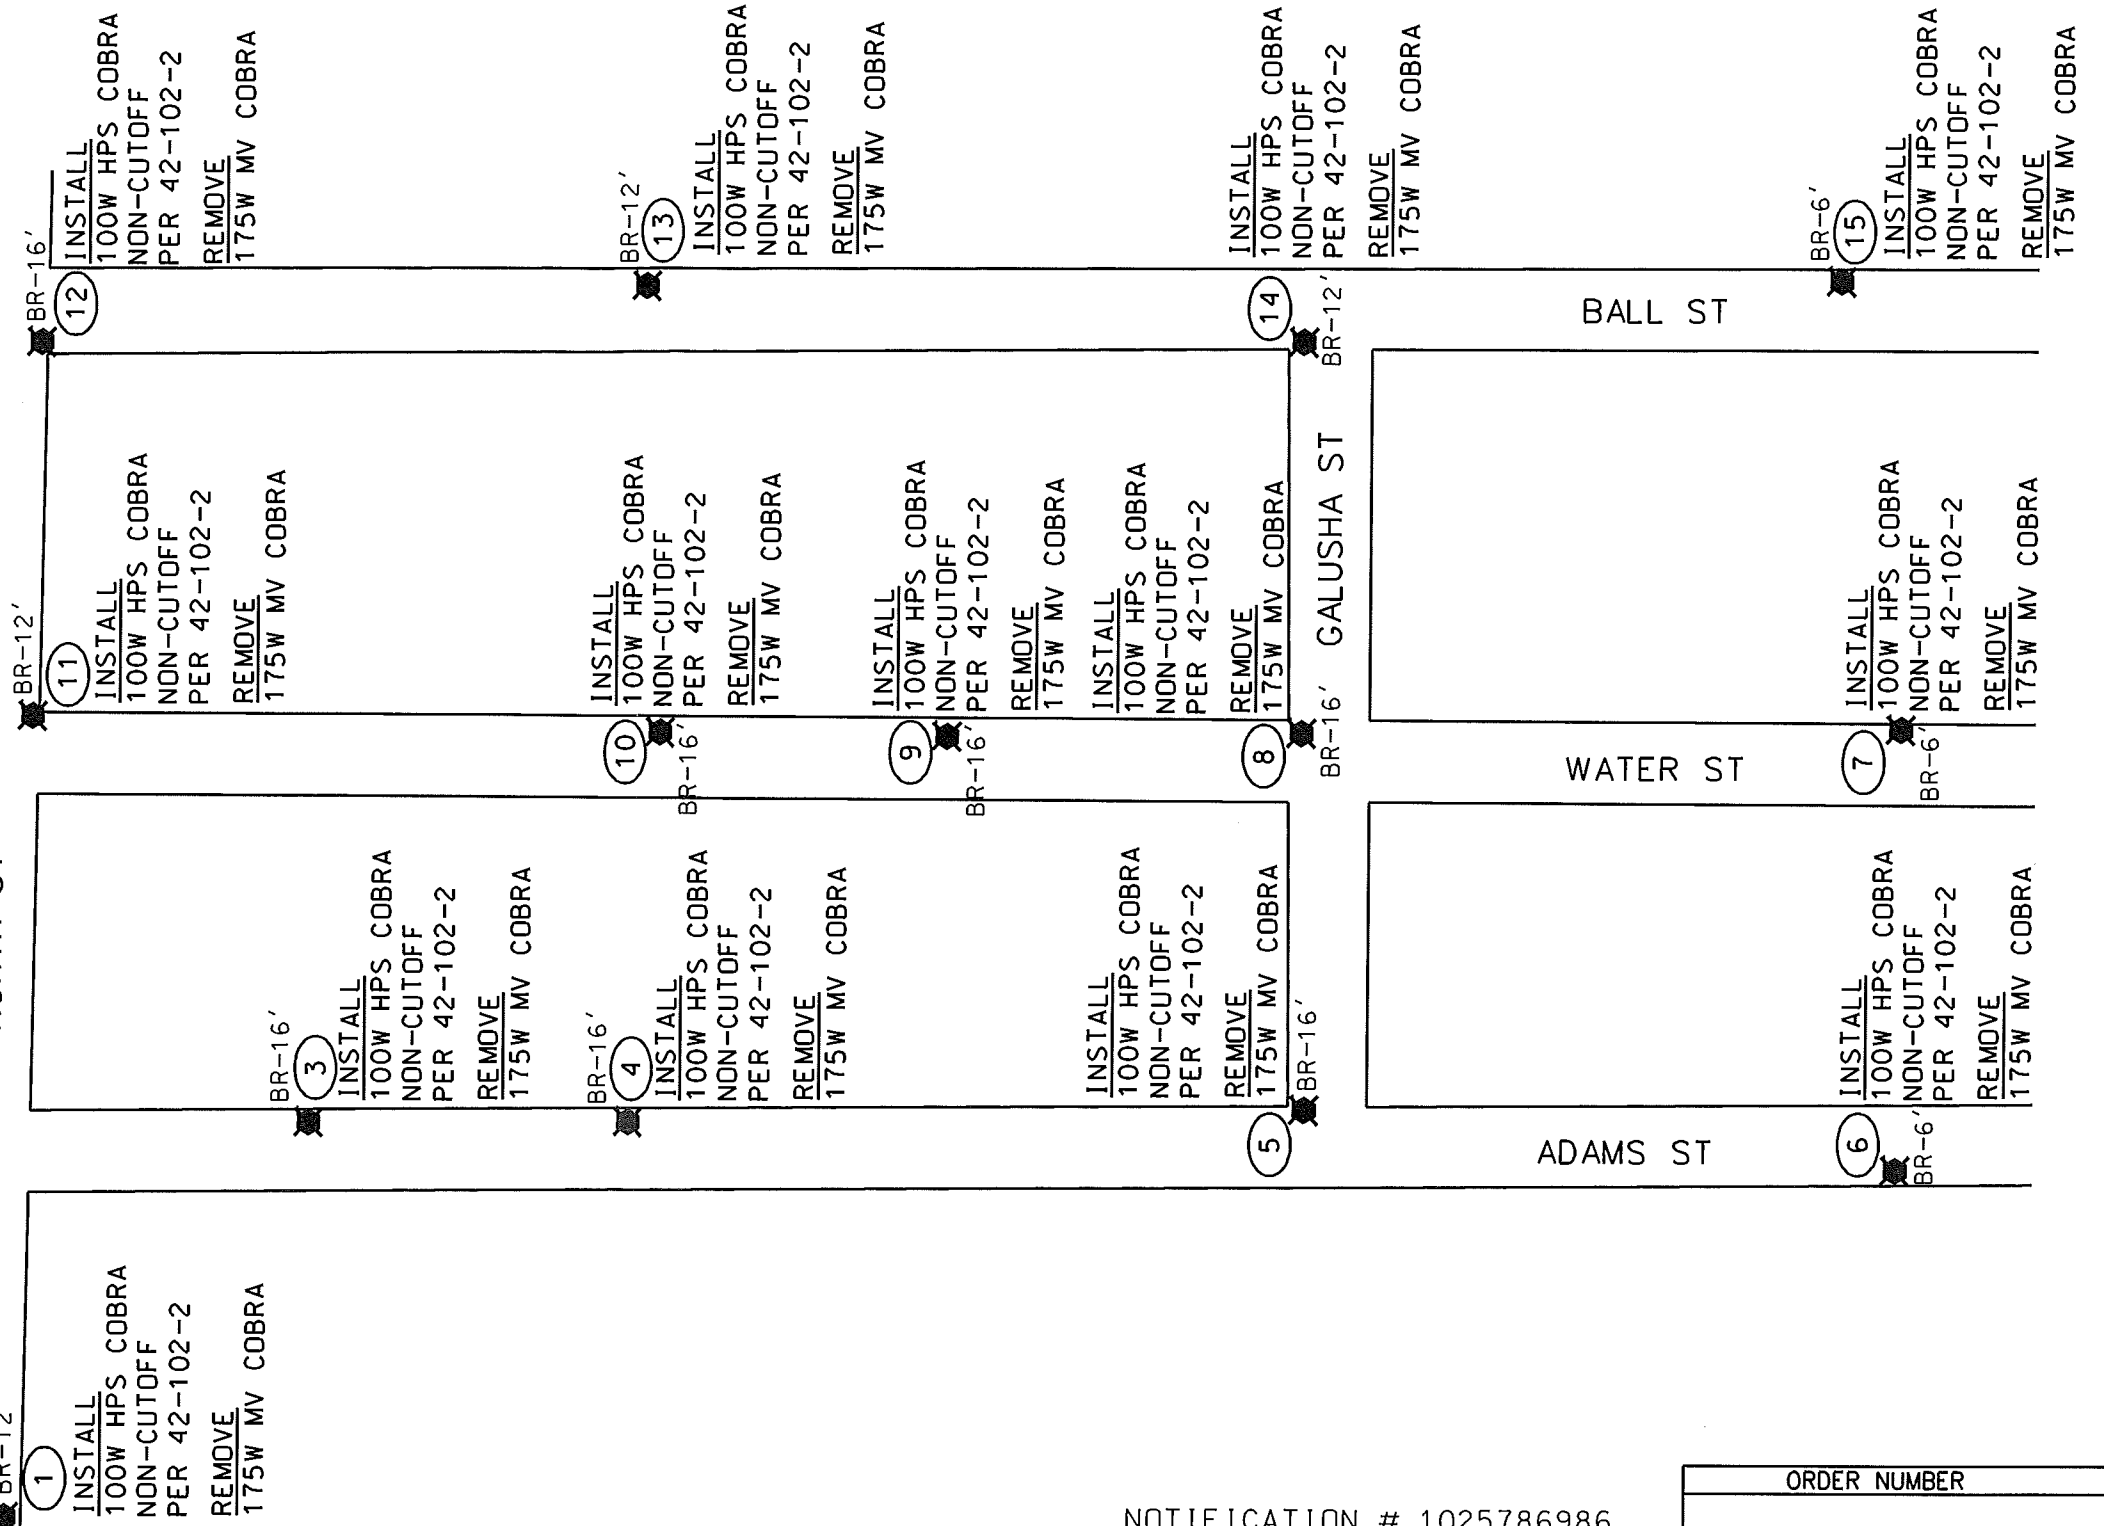 BR-12'
11
INSTALL
100W HPS COBRA
NON-CUTOFF
PER 42-102-2
REMOVE
175W MV COBRA
BR-16'
12
INSTALL
100W HPS COBRA
NON-CUTOFF
PER 42-102-2
REMOVE
175W MV COBRA
BR-12'
13
INSTALL
100W HPS COBRA
NON-CUTOFF
PER 42-102-2
REMOVE
175W MV COBRA
BR-16'
3
INSTALL
100W HPS COBRA
NON-CUTOFF
PER 42-102-2
REMOVE
175W MV COBRA
BR-16'
4
INSTALL
100W HPS COBRA
NON-CUTOFF
PER 42-102-2
REMOVE
175W MV COBRA
10
BR-16'
INSTALL
100W HPS COBRA
NON-CUTOFF
PER 42-102-2
REMOVE
175W MV COBRA
9
BR-16'
INSTALL
100W HPS COBRA
NON-CUTOFF
PER 42-102-2
REMOVE
175W MV COBRA
INSTALL
100W HPS COBRA
NON-CUTOFF
PER 42-102-2
REMOVE
175W MV COBRA
8
BR-16'
GALUSHA ST
14
BR-12'
INSTALL
100W HPS COBRA
NON-CUTOFF
PER 42-102-2
REMOVE
175W MV COBRA
INSTALL
100W HPS COBRA
NON-CUTOFF
PER 42-102-2
REMOVE
175W MV COBRA
5
BR-16'
BALL ST
WATER ST
ADAMS ST
BR-6'
15
INSTALL
100W HPS COBRA
NON-CUTOFF
PER 42-102-2
REMOVE
175W MV COBRA
7
BR-6'
INSTALL
100W HPS COBRA
NON-CUTOFF
PER 42-102-2
REMOVE
175W MV COBRA
6
BR-6'
INSTALL
100W HPS COBRA
NON-CUTOFF
PER 42-102-2
REMOVE
175W MV COBRA
BR-12
1
INSTALL
100W HPS COBRA
NON-CUTOFF
PER 42-102-2
REMOVE
175W MV COBRA
NOTIFICATION # 1025786986
ORDER NUMBER